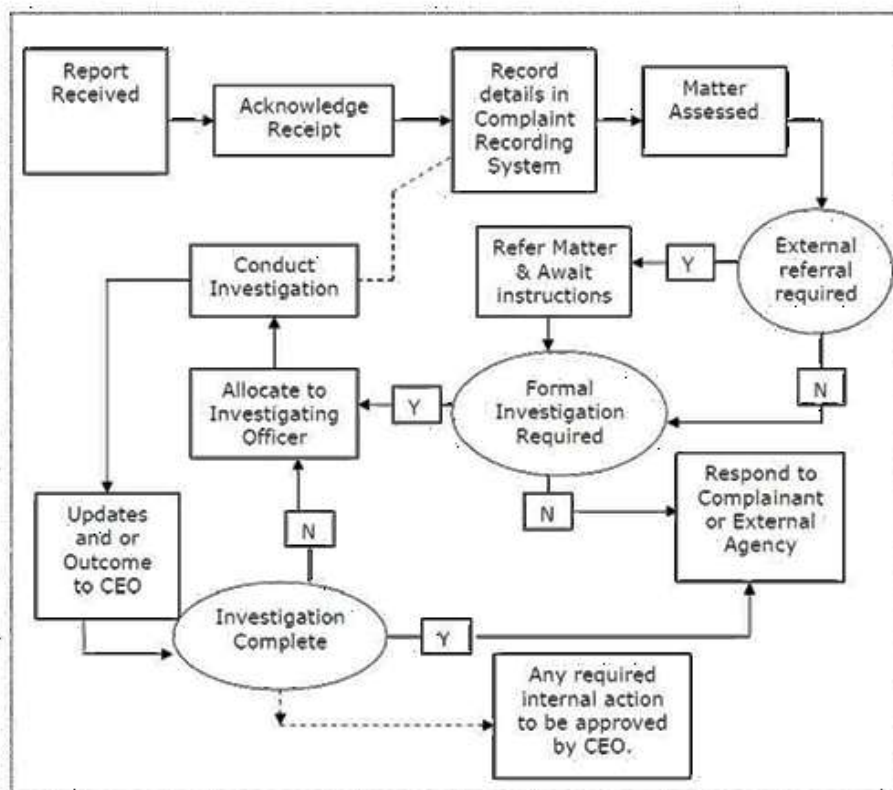 Report
Received
Acknowledge
Receipt
Record
details in
Complaint
Recording
System
Matter
Assessed
External
referral
required
Y
Refer Matter
& Await
instructions
N
Formal
Investigation
Required
Y
Allocate to
Investigating
Officer
Conduct
Investigation
N
Respond to
Complainant
or External
Agency
Updates
and or
Outcome
to CEO
N
Investigation
Complete
Y
Any required
internal action
to be approved
by CEO.